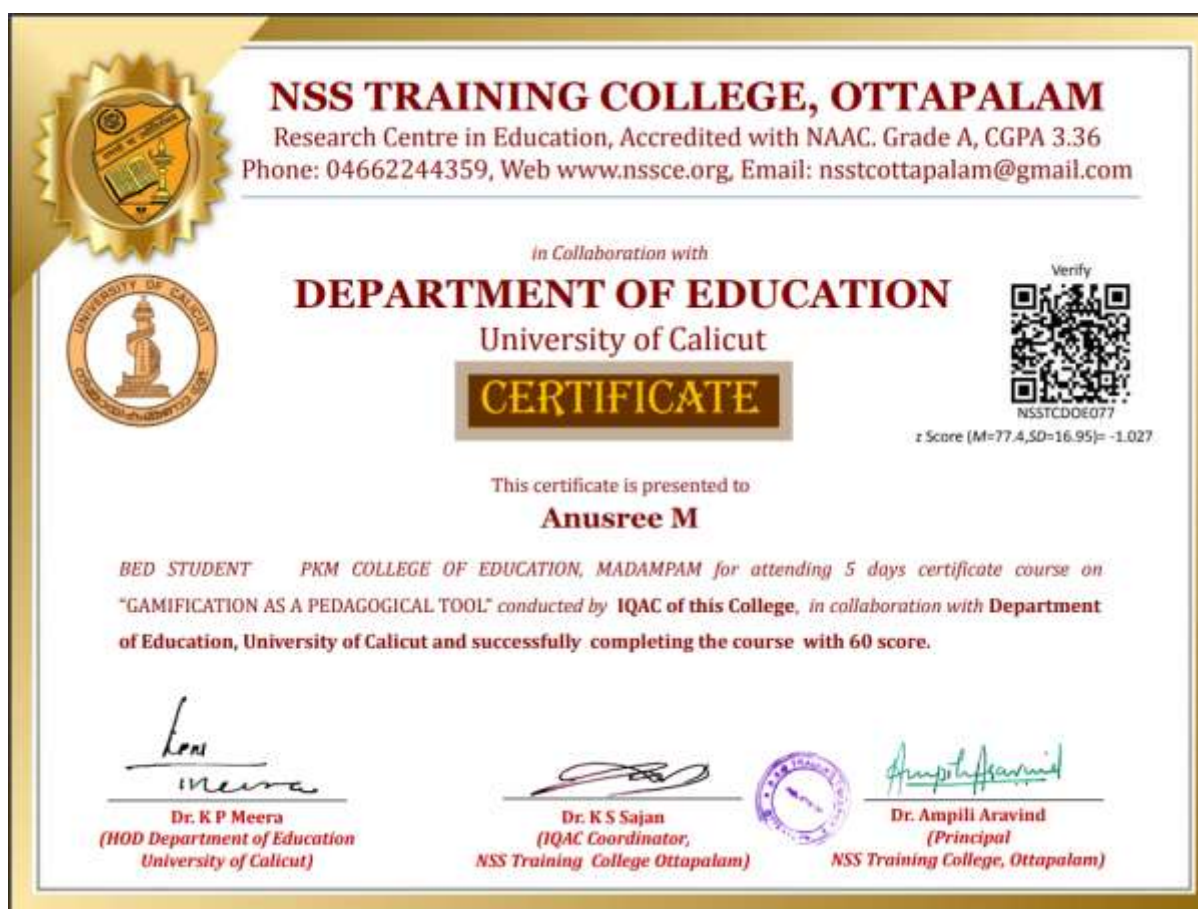 NSS TRAINING COLLEGE, OTTAPALAM
Research Centre in Education, Accredited with NAAC. Grade A, CGPA 3.36
Phone: 04662244359, Web www.nssce.org, Email: nsstcottapalam@gmail.com
in Collaboration with
DEPARTMENT OF EDUCATION
University of Calicut
UNIVERSITY OF CALICUT
Verify
NSSTCDOE077
z Score (M=77.4,SD=16.95)= -1.027
CERTIFICATE
This certificate is presented to
Anusree M
BED STUDENT PKM COLLEGE OF EDUCATION, MADAMPAM for attending 5 days certificate course on
"GAMIFICATION AS A PEDAGOGICAL TOOL" conducted by IQAC of this College, in collaboration with Department
of Education, University of Calicut and successfully completing the course with 60 score.
Meera
Dr. K P Meera
(HOD Department of Education
University of Calicut)
Dr. K S Sajan
(IQAC Coordinator,
NSS Training College Ottapalam)
Ampili Aravind
Dr. Ampili Aravind
(Principal
NSS Training College, Ottapalam)